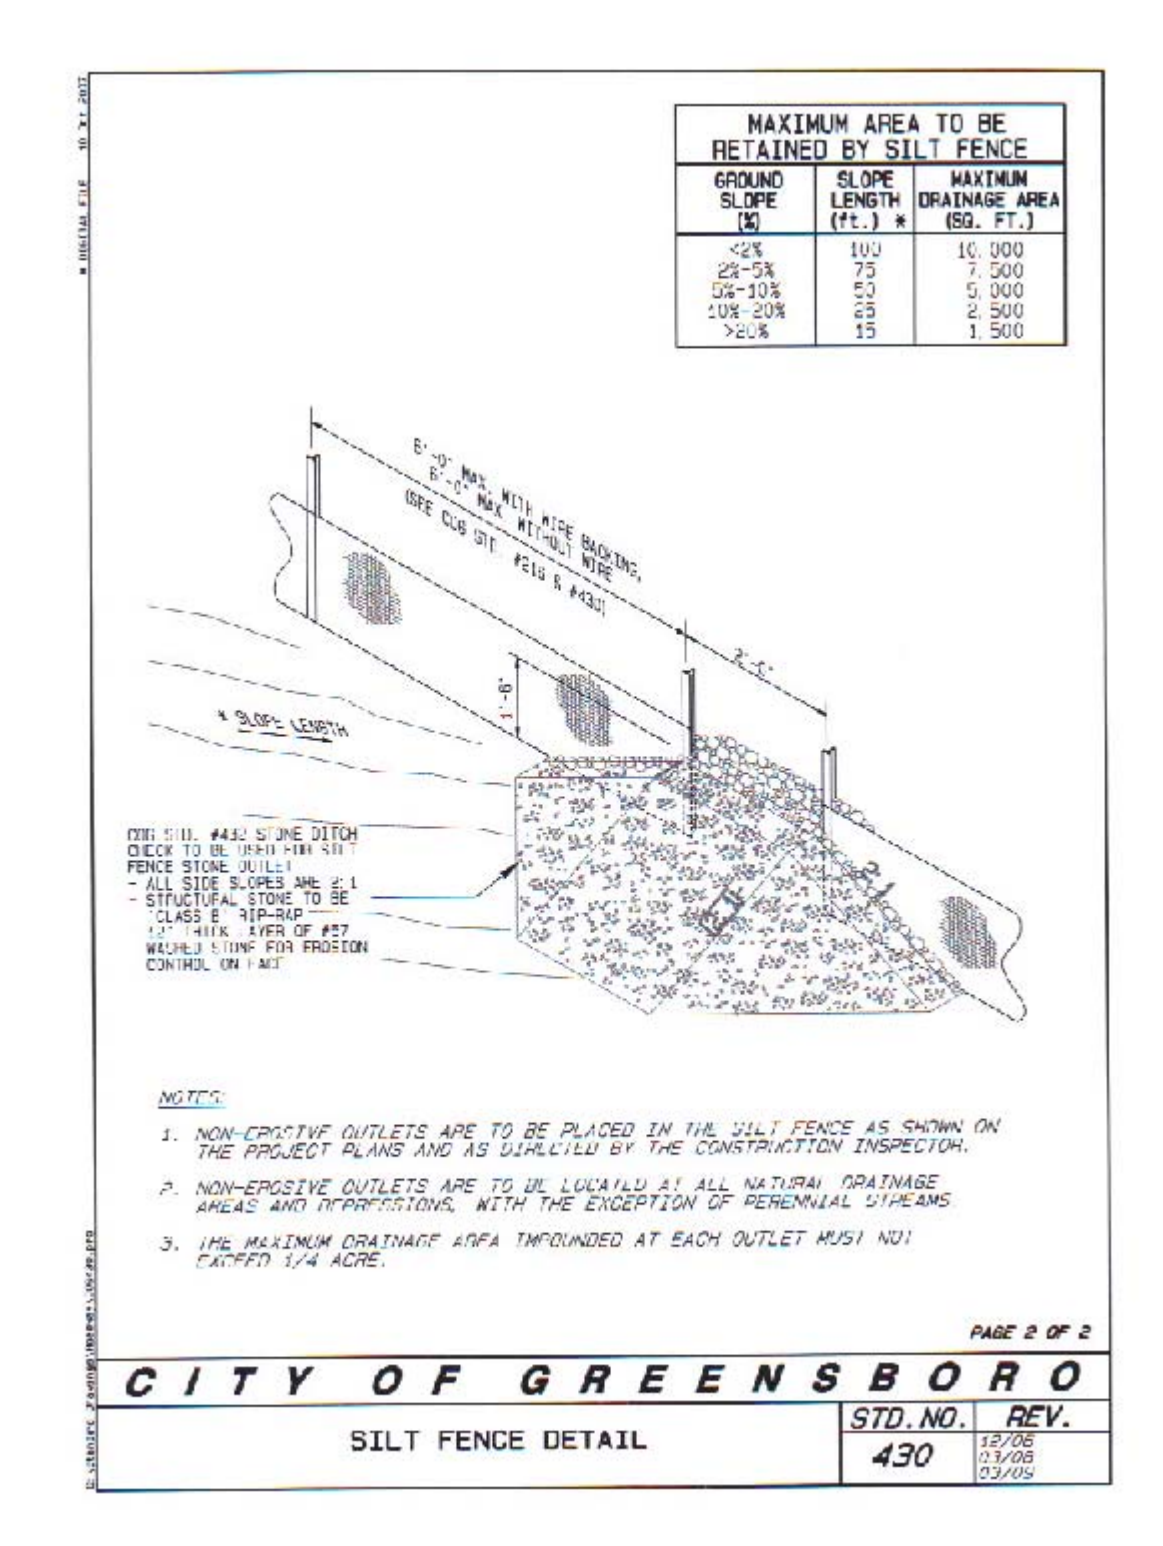 MAXIMUM AREA TO BE
RETAINED BY SILT FENCE
GROUND SLOPE (%) SLOPE LENGTH (ft.) * MAXIMUM DRAINAGE AREA (SQ. FT.)
<2% 100 10,000
2%-5% 75 7,500
5%-10% 50 5,000
10%-20% 25 2,500
>20% 15 1,500
MAX. WITH WIRE BACKING,
6'-0" MAX WITHOUT WIRE
(SEE COG STD. #216 & #430)
2'-0"
1'-6"
* SLOPE LENGTH
COG STD. #432 STONE DITCH
CHECK TO BE USED FOR SILT
FENCE STONE OUTLET
- ALL SIDE SLOPES ARE 2:1
- STRUCTURAL STONE TO BE
'CLASS B' RIP-RAP
12" THICK LAYER OF #57
WASHED STONE FOR EROSION
CONTROL ON FACE
2:1
NOTES:
1. NON-EROSIVE OUTLETS ARE TO BE PLACED IN THE SILT FENCE AS SHOWN ON
THE PROJECT PLANS AND AS DIRECTED BY THE CONSTRUCTION INSPECTOR.
2. NON-EROSIVE OUTLETS ARE TO BE LOCATED AT ALL NATURAL DRAINAGE
AREAS AND DEPRESSIONS, WITH THE EXCEPTION OF PERENNIAL STREAMS.
3. THE MAXIMUM DRAINAGE AREA IMPOUNDED AT EACH OUTLET MUST NOT
EXCEED 1/4 ACRE.
PAGE 2 OF 2
CITY OF GREENSBORO
SILT FENCE DETAIL
STD. NO.
430
REV.
12/06
03/08
03/09